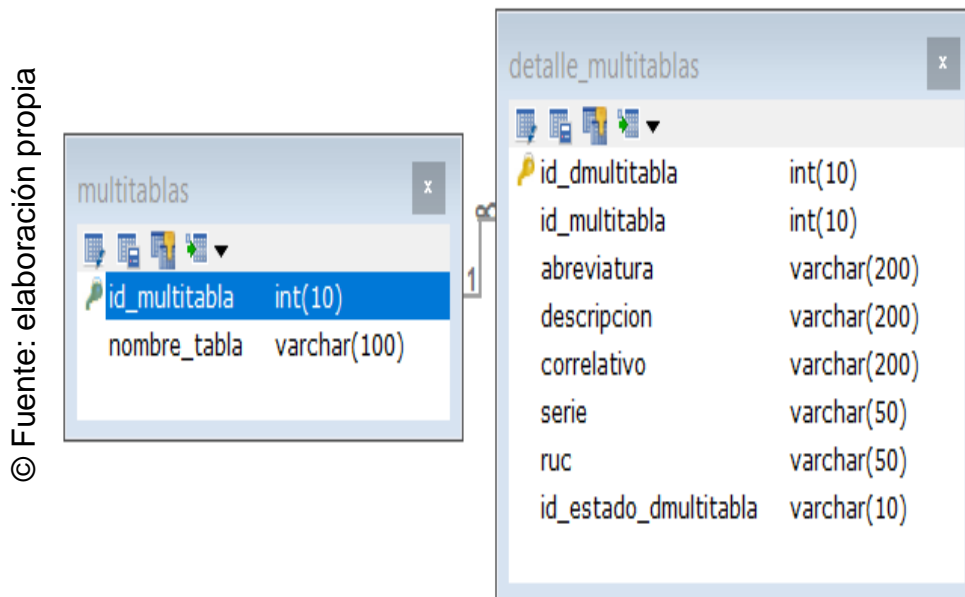 © Fuente: elaboración propia
multitablas
x
id_multitabla int(10)
nombre_tabla varchar(100)
1
detalle_multitablas
x
id_dmultitabla int(10)
id_multitabla int(10)
abreviatura varchar(200)
descripcion varchar(200)
correlativo varchar(200)
serie varchar(50)
ruc varchar(50)
id_estado_dmultitabla varchar(10)